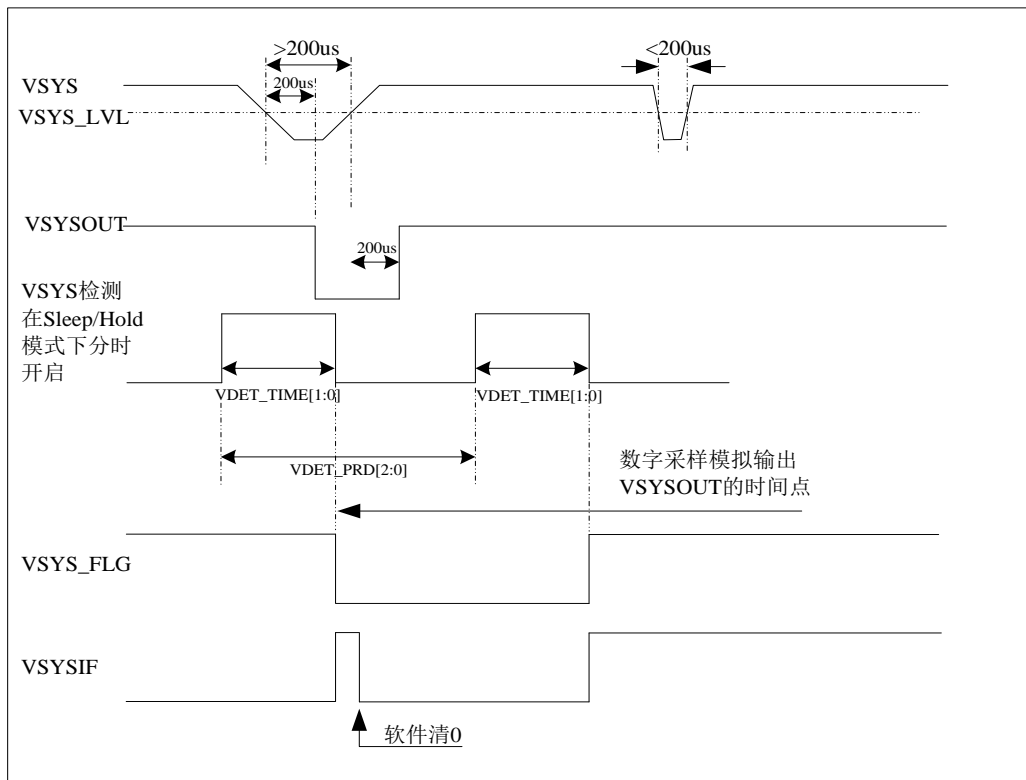 >200us
<200us
VSYS
200us
VSYS_LVL
VSYSOUT
200us
VSYS检测
在Sleep/Hold
模式下分时
开启
VDET_TIME[1:0]
VDET_TIME[1:0]
VDET_PRD[2:0]
数字采样模拟输出
VSYSOUT的时间点
VSYS_FLG
VSYSIF
软件清0